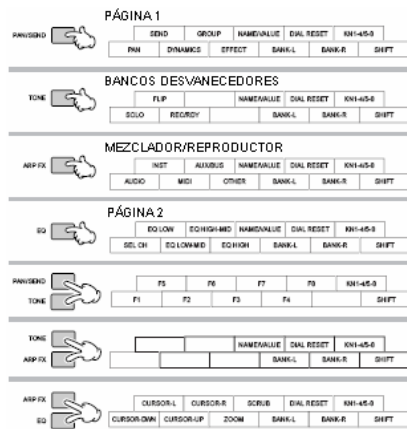 PÁGINA 1
PAN/SEND SEND GROUP NAME/VALUE DIAL RESET KN1-4/5-8
PAN DYNAMICS EFFECT BANK-L BANK-R SHIFT
BANCOS DESVANECEDORES
TONE FLIP NAME/VALUE DIAL RESET KN1-4/5-8
SOLO REC/RDY BANK-L BANK-R SHIFT
MEZCLADOR/REPRODUCTOR
ARP FX INST AUX/BUS NAME/VALUE DIAL RESET KN1-4/5-8
AUDIO MIDI OTHER BANK-L BANK-R SHIFT
PÁGINA 2
EQ EQ LOW EQ HIGH-MID NAME/VALUE DIAL RESET KN1-4/5-8
SEL CH EQ LOW-MID EQ HIGH BANK-L BANK-R SHIFT
PAN/SEND F5 F6 F7 F8 KN1-4/5-8
TONE F1 F2 F3 F4 SHIFT
TONE NAME/VALUE DIAL RESET KN1-4/5-8
ARP FX BANK-L BANK-R SHIFT
ARP FX CURSOR-L CURSOR-R SCRUB DIAL RESET KN1-4/5-8
EQ CURSOR-DWN CURSOR-UP ZOOM BANK-L BANK-R SHIFT